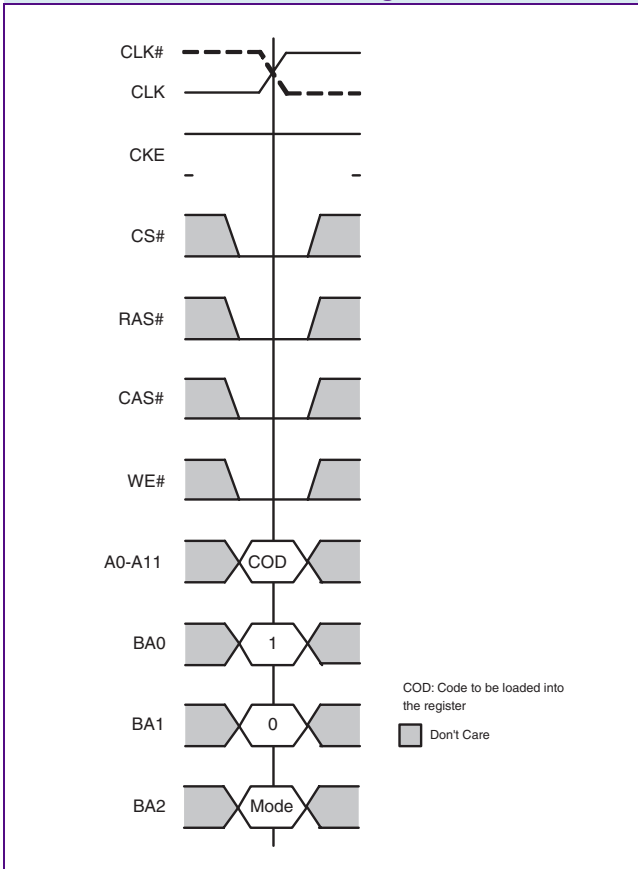 CLK#
CLK
CKE
CS#
RAS#
CAS#
WE#
A0-A11
COD
BA0
1
BA1
0
BA2
Mode
COD: Code to be loaded into
the register
Don't Care